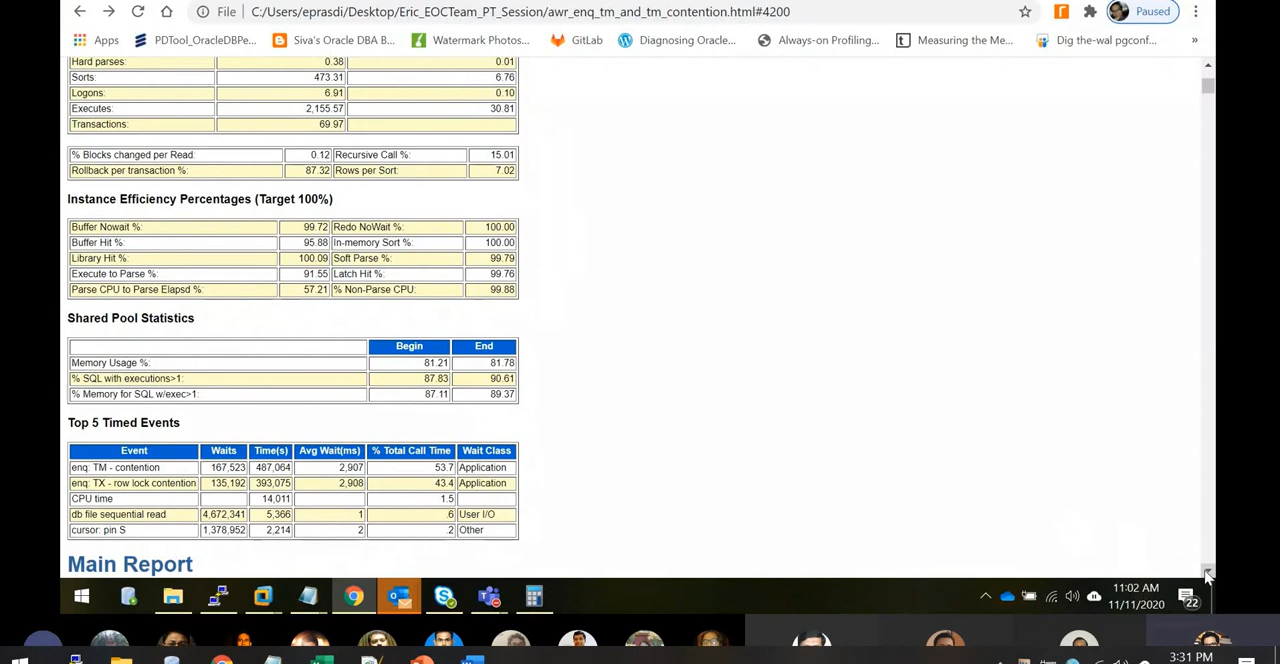 File C:/Users/eprasdi/Desktop/Eric_EOCTeam_PT_Session/awr_enq_tm_and_tm_contention.html#4200 Paused
Apps PDTool_OracleDBPe... Siva's Oracle DBA B... Watermark Photos... GitLab Diagnosing Oracle... Always-on Profiling... Measuring the Me... Dig the-wal pgconf... »
Hard parses: 0.38 0.01
Sorts: 473.31 6.76
Logons: 6.91 0.10
Executes: 2,155.57 30.81
Transactions: 69.97
% Blocks changed per Read: 0.12 Recursive Call %: 15.01
Rollback per transaction %: 87.32 Rows per Sort: 7.02
Instance Efficiency Percentages (Target 100%)
Buffer Nowait %: 99.72 Redo NoWait %: 100.00
Buffer Hit %: 95.88 In-memory Sort %: 100.00
Library Hit %: 100.09 Soft Parse %: 99.79
Execute to Parse %: 91.55 Latch Hit %: 99.76
Parse CPU to Parse Elapsd %: 57.21 % Non-Parse CPU: 99.88
Shared Pool Statistics
Begin End
Memory Usage %: 81.21 81.78
% SQL with executions>1: 87.83 90.61
% Memory for SQL w/exec>1: 87.11 89.37
Top 5 Timed Events
Event Waits Time(s) Avg Wait(ms) % Total Call Time Wait Class
enq: TM - contention 167,523 487,064 2,907 53.7 Application
enq: TX - row lock contention 135,192 393,075 2,908 43.4 Application
CPU time 14,011 1.5
db file sequential read 4,672,341 5,366 1 .6 User I/O
cursor: pin S 1,378,952 2,214 2 .2 Other
Main Report
11:02 AM
11/11/2020
22
3:31 PM